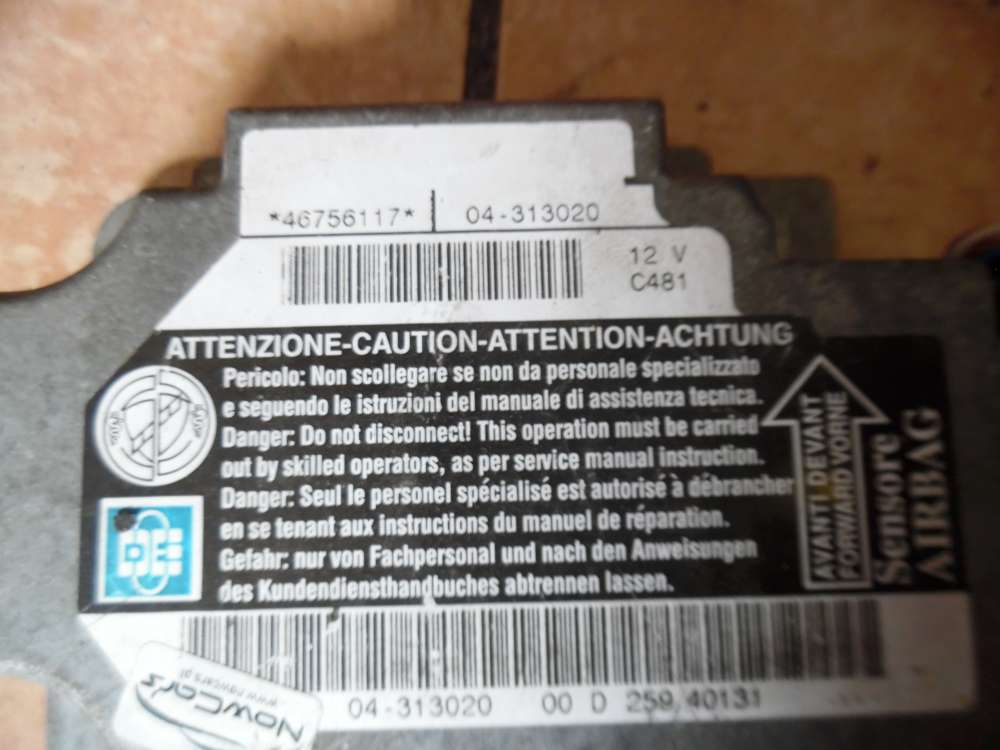 *46756117* 04-313020
12 V
C481
ATTENZIONE-CAUTION-ATTENTION-ACHTUNG
Pericolo: Non scollegare se non da personale specializzato
e seguendo le istruzioni del manuale di assistenza tecnica.
Danger: Do not disconnect! This operation must be carried
out by skilled operators, as per service manual instruction.
Danger: Seul le personel spécialisé est autorisé à débrancher
en se tenant aux instructions du manuel de réparation.
Gefahr: nur von Fachpersonal und nach den Anweisungen
des Kundendiensthandbuches abtrennen lassen.
AVANTI DEVANT
FORWARD VORNE
Sensore
AIRBAG
04-313020 00 D 259 40131
NowCar's
www.nowcars.pl